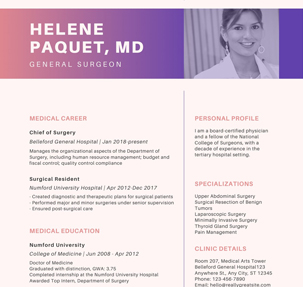 HELENE
PAQUET, MD
GENERAL SURGEON
MEDICAL CAREER
Chief of Surgery
Belleford General Hospital | Jan 2018-present
Manages the organizational aspects of the Department of
Surgery, including human resource management; budget and
fiscal control; quality control compliance
Surgical Resident
Numford University Hospital | Apr 2012-Dec 2017
· Created diagnostic and therapeutic plans for surgical patients
· Performed major and minor surgeries under senior supervision
· Ensured post-surgical care
MEDICAL EDUCATION
Numford University
College of Medicine | Jun 2008 - Apr 2012
Doctor of Medicine
Graduated with distinction, GWA: 3.75
Completed internship at the Numford University Hospital
Awarded Top Intern, Department of Surgery
PERSONAL PROFILE
I am a board-certified physician
and a fellow of the National
College of Surgeons, with a
decade of experience in the
tertiary hospital setting.
SPECIALIZATIONS
Upper Abdominal Surgery
Surgical Resection of Benign
Tumors
Laparoscopic Surgery
Minimally Invasive Surgery
Thyroid Gland Surgery
Pain Management
CLINIC DETAILS
Room 207, Medical Arts Tower
Belleford General Hospital123
Anywhere St., Any City, ST 12345
Phone: 123-456-7890
Email: hello@reallygreatsite.com